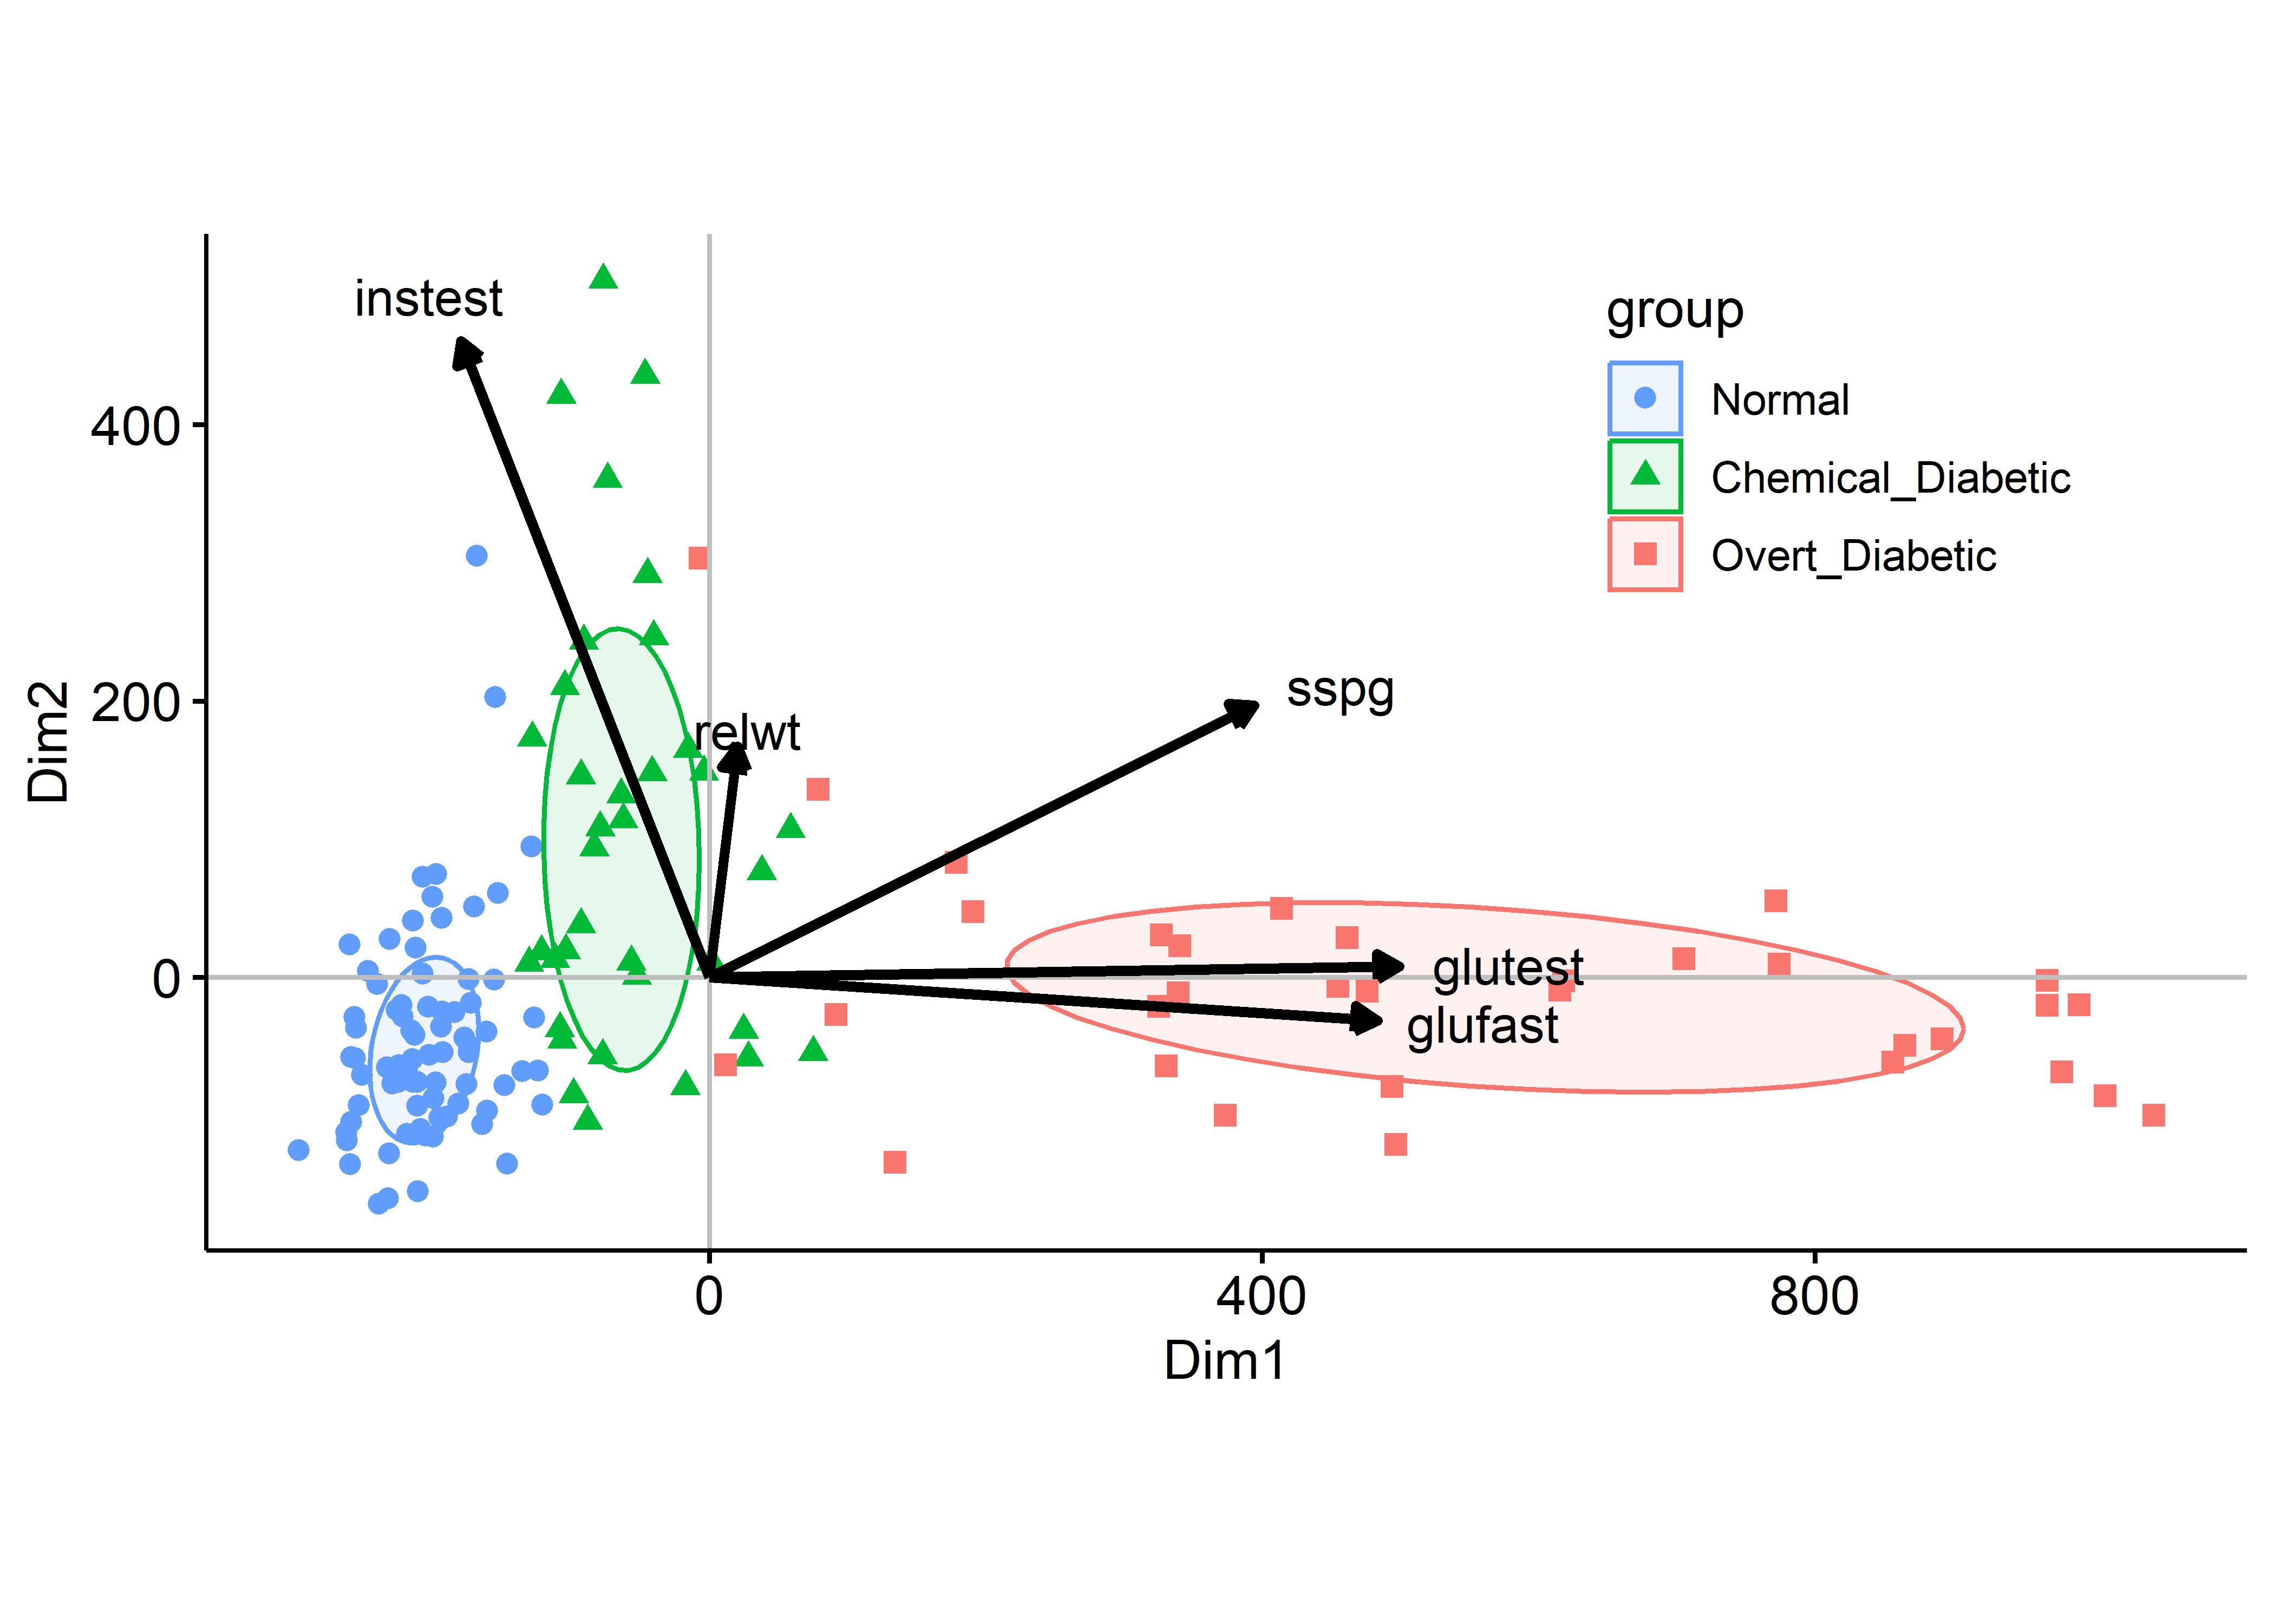 instest
group
Normal
Chemical_Diabetic
Overt_Diabetic
sspg
relwt
glutest
glufast
Dim2
400
200
0
0
400
800
Dim1